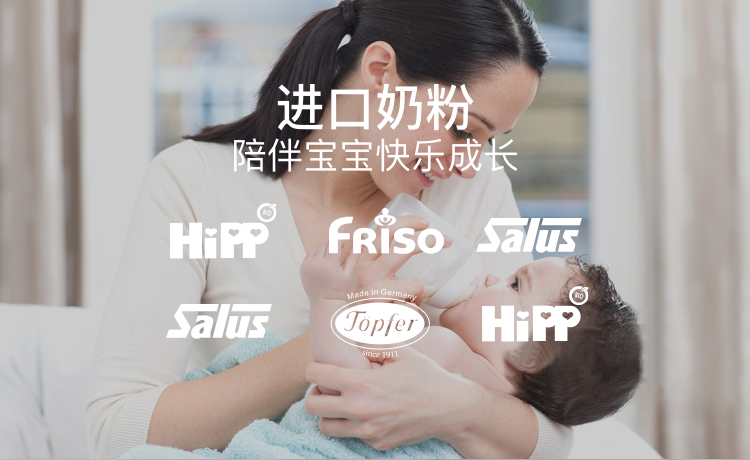 进口奶粉
陪伴宝宝快乐成长
HiPP
FRiSO
Salus
Salus
Made In Germany
Töpfer
since 1911
HiPP